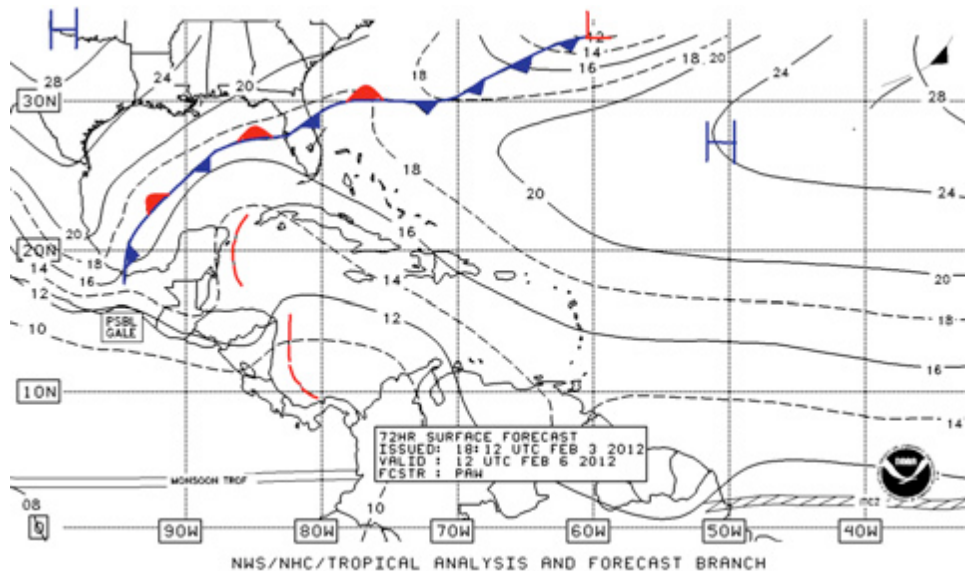 12
14
16
18
18
20
24
28
24
20
28
30N
18
20
24
20
16
20N
18
20
14
16
14
12
12
20
18
10
PSBL
GALE
16
10N
14
72HR SURFACE FORECAST
ISSUED: 18:12 UTC FEB 3 2012
VALID : 12 UTC FEB 6 2012
FCSTR : PAW
MONSOON TROF
10
08
ITCZ
90W
80W
70W
60W
50W
40W
NWS/NHC/TROPICAL ANALYSIS AND FORECAST BRANCH